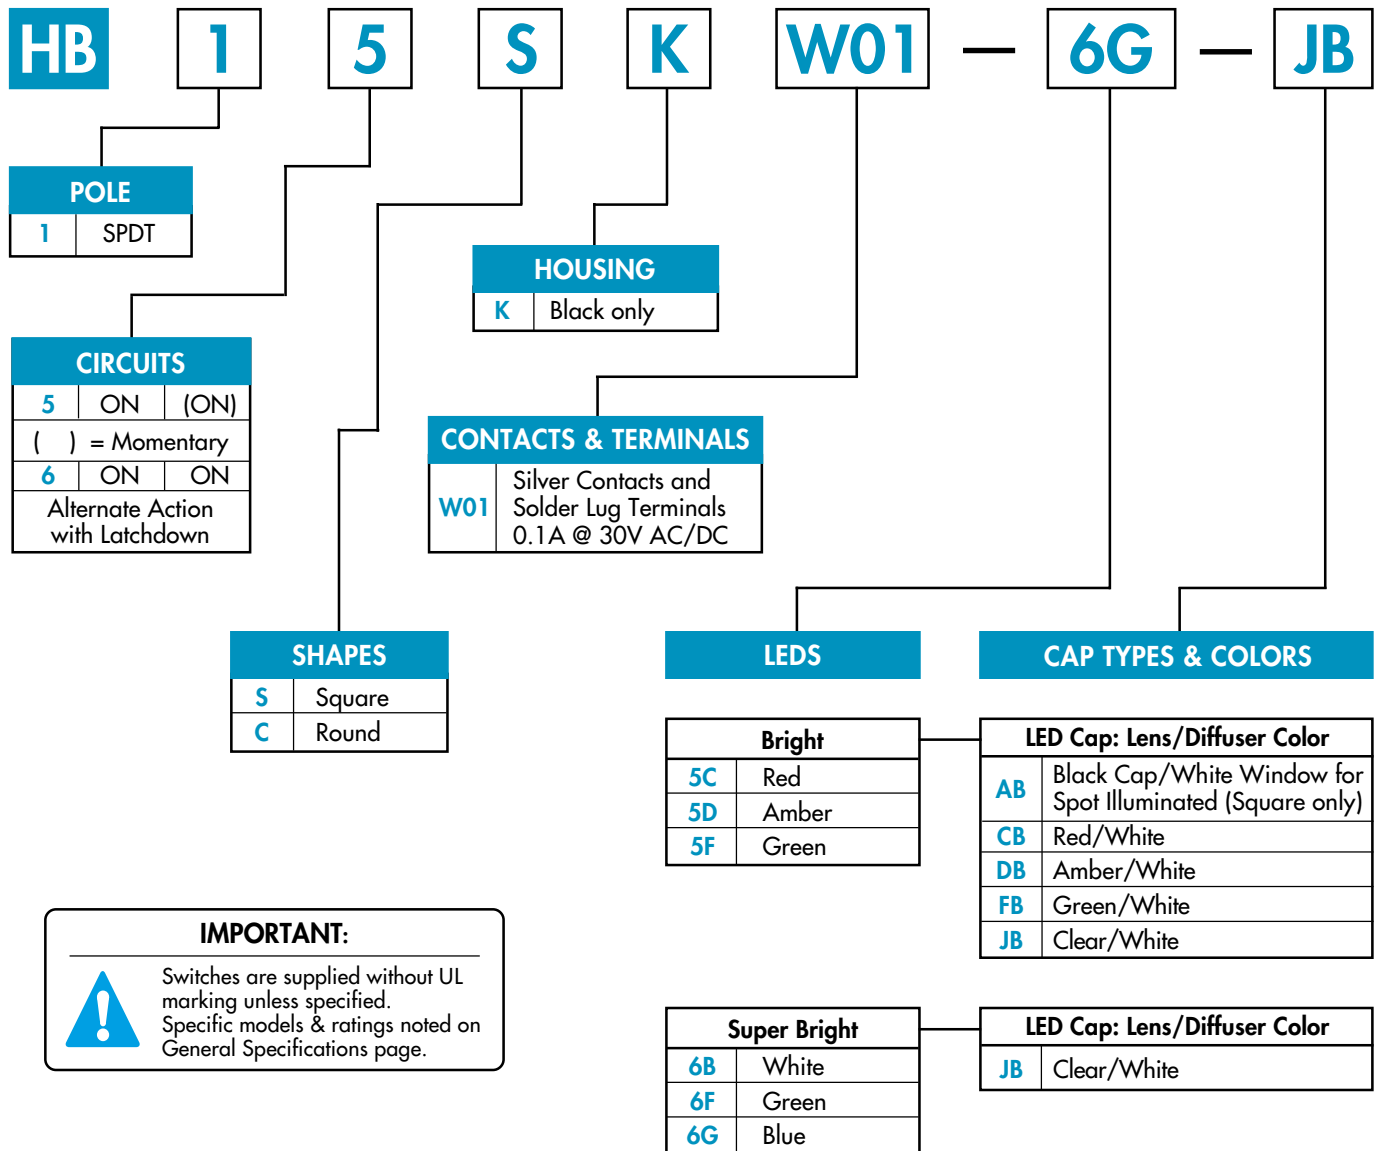 HB 1 5 S K W01 — 6G — JB
POLE
1 SPDT
HOUSING
K Black only
CIRCUITS
5 ON (ON)
( ) = Momentary
6 ON ON
Alternate Action
with Latchdown
CONTACTS & TERMINALS
W01 Silver Contacts and
Solder Lug Terminals
0.1A @ 30V AC/DC
SHAPES
S Square
C Round
LEDS
CAP TYPES & COLORS
Bright
5C Red
5D Amber
5F Green
LED Cap: Lens/Diffuser Color
AB Black Cap/White Window for
Spot Illuminated (Square only)
CB Red/White
DB Amber/White
FB Green/White
JB Clear/White
IMPORTANT:
Switches are supplied without UL
marking unless specified.
Specific models & ratings noted on
General Specifications page.
Super Bright
6B White
6F Green
6G Blue
LED Cap: Lens/Diffuser Color
JB Clear/White